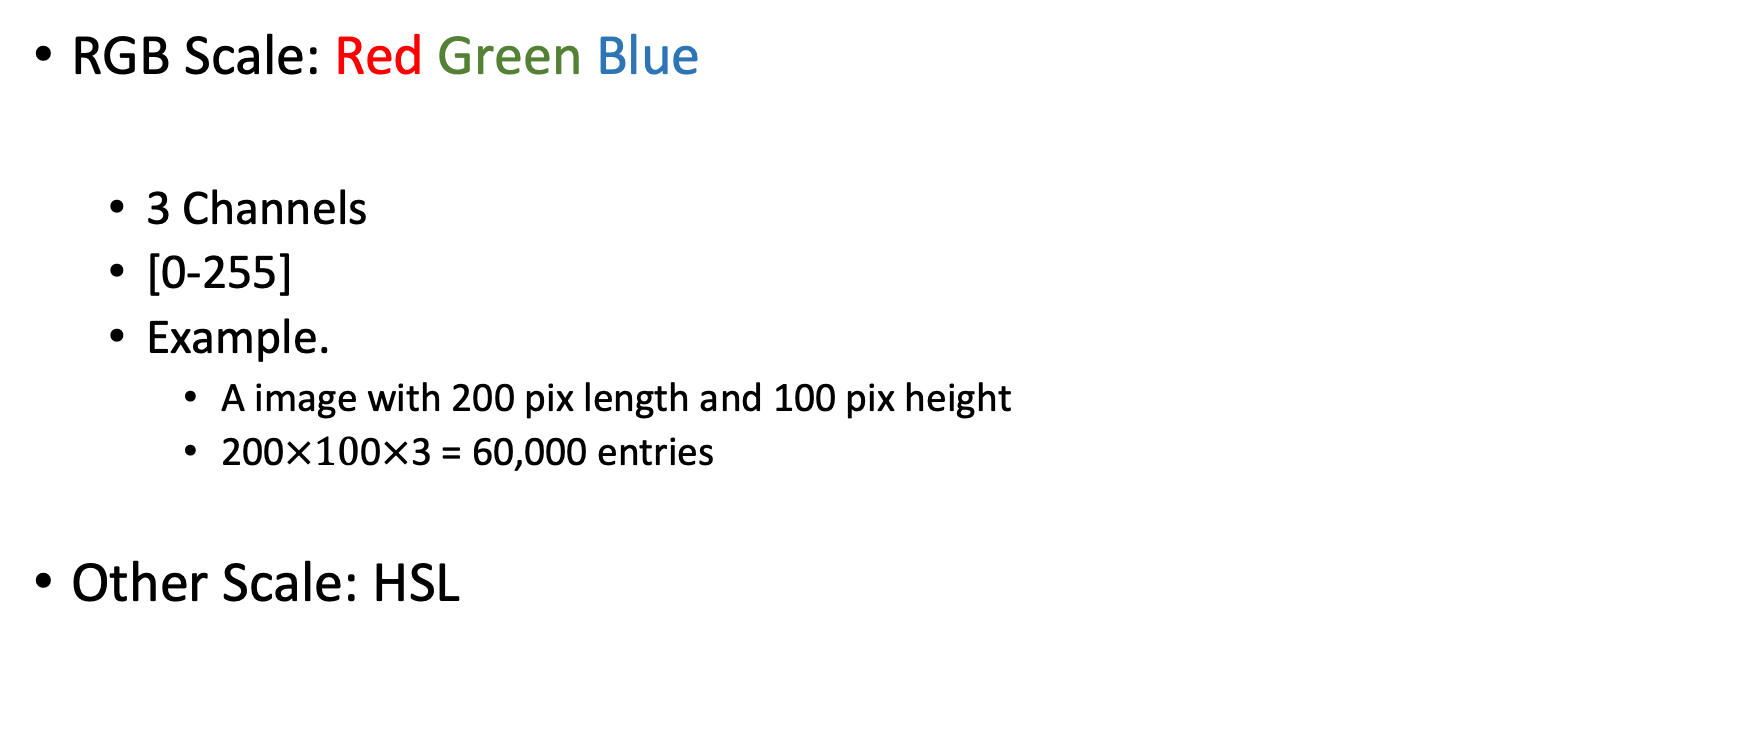 • RGB Scale: Red Green Blue
• 3 Channels
• [0-255]
• Example.
• A image with 200 pix length and 100 pix height
• 200×100×3 = 60,000 entries
• Other Scale: HSL